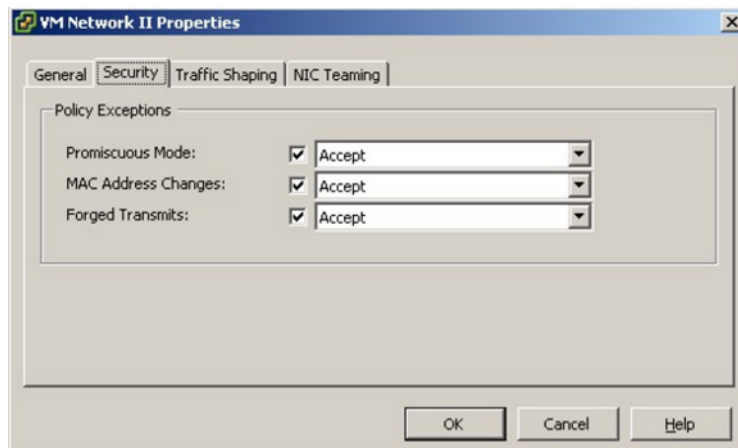 VM Network II Properties
General Security Traffic Shaping NIC Teaming
Policy Exceptions
Promiscuous Mode: Accept
MAC Address Changes: Accept
Forged Transmits: Accept
OK Cancel Help